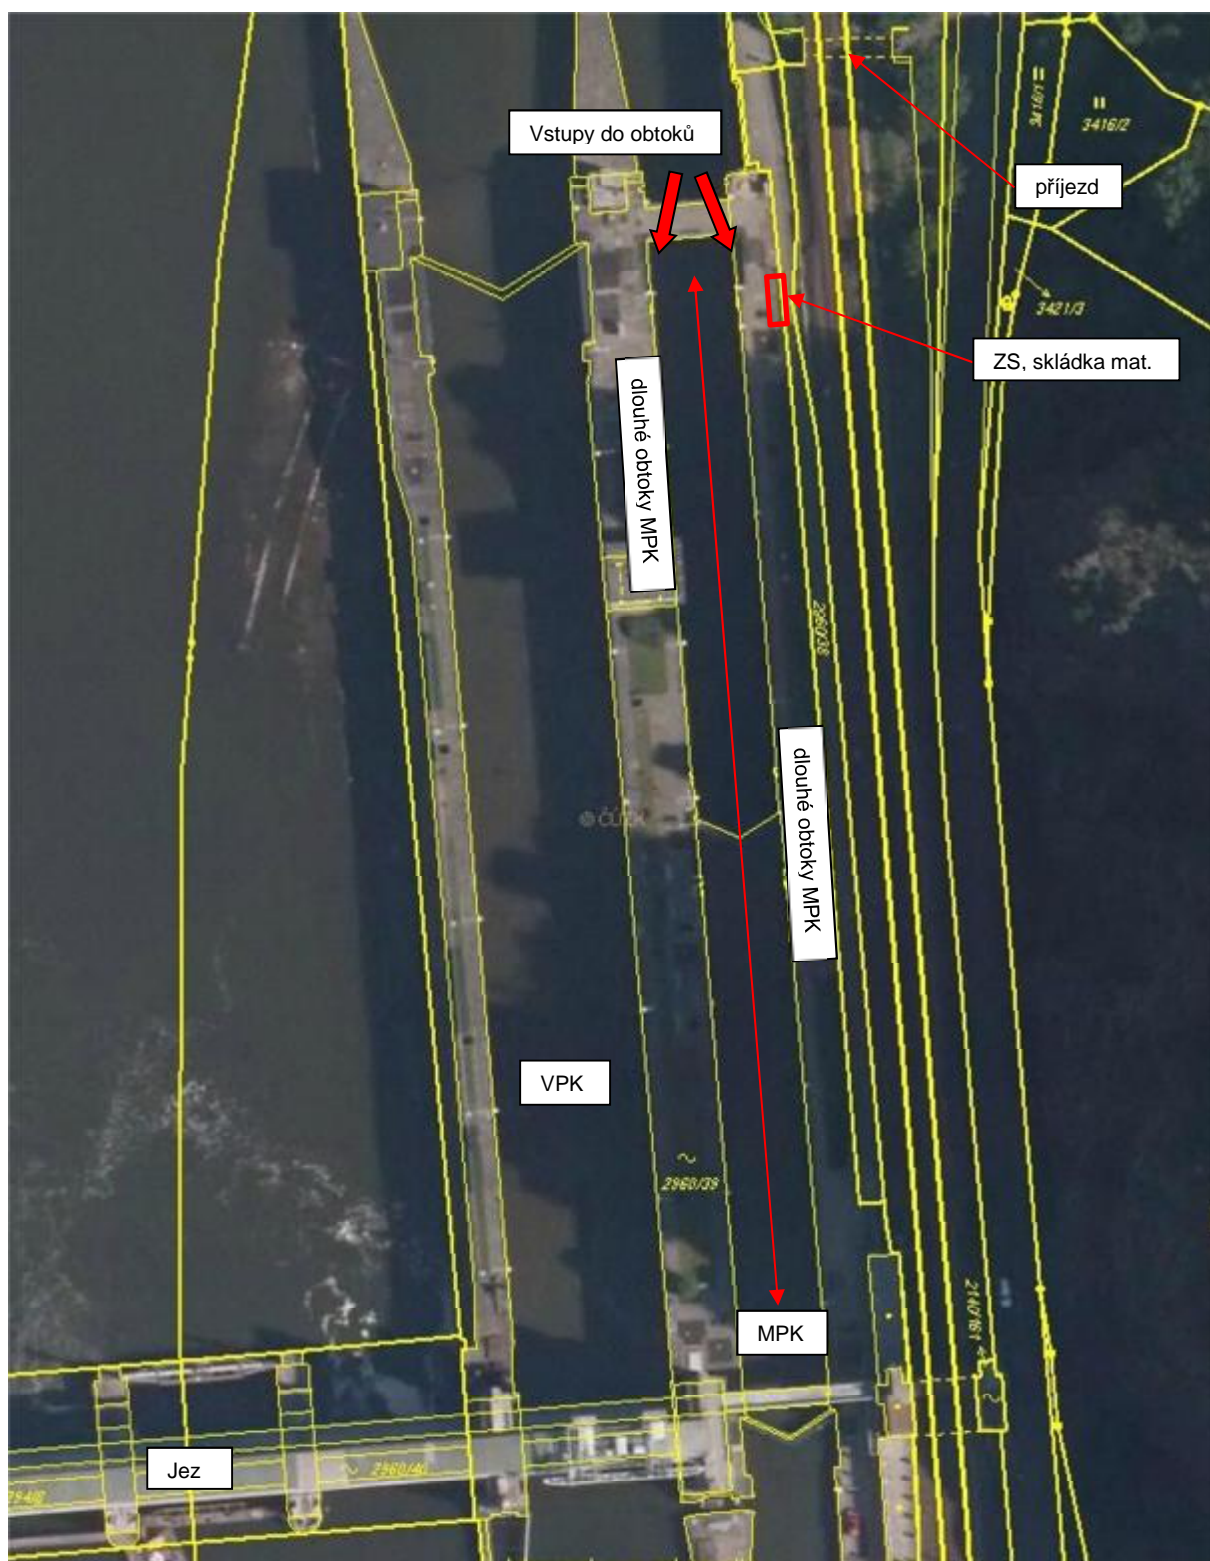 Vstupy do obtoků
3416/1
3416/2
příjezd
3421/3
ZS, skládka mat.
dlouhé obtoky MPK
2960/38
dlouhé obtoky MPK
VPK
2960/39
2140/161
MPK
Jez
2960/40